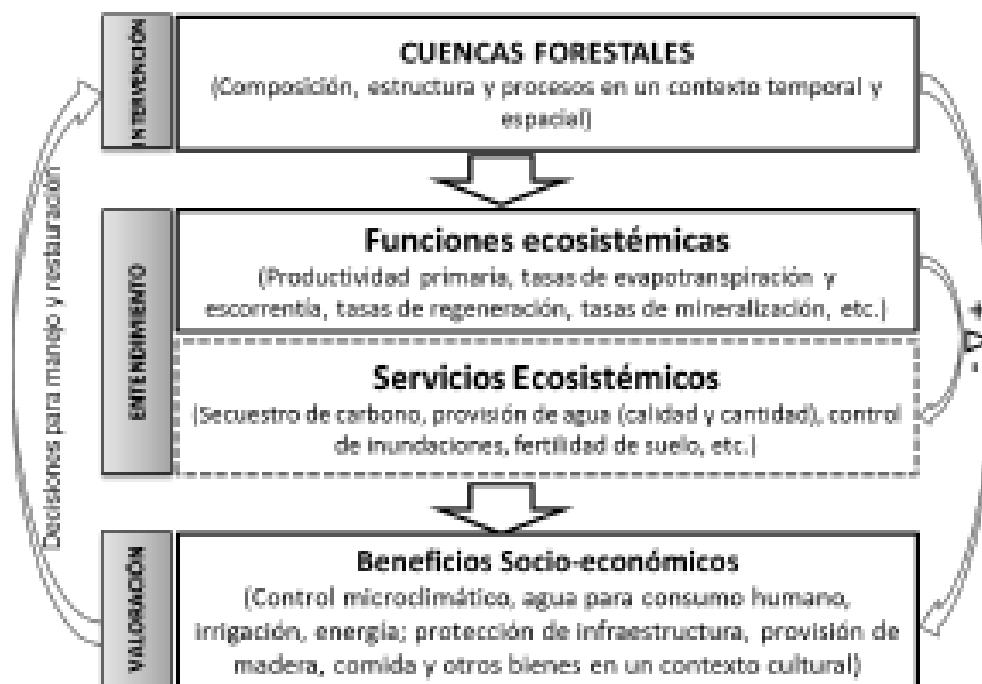 INTERVENCIÓN
CUENCAS FORESTALES
(Composición, estructura y procesos en un contexto temporal y
espacial)
Decisiones para manejo y restauración
ENTENDIMIENTO
Funciones ecosistémicas
(Productividad primaria, tasas de evapotranspiración y
escorrentía, tasas de regeneración, tasas de mineralización, etc.)
Servicios Ecosistémicos
(Secuestro de carbono, provisión de agua (calidad y cantidad), control
de inundaciones, fertilidad de suelo, etc.)
VALORACIÓN
Beneficios Socio-económicos
(Control microclimático, agua para consumo humano,
irrigación, energía; protección de infraestructura, provisión de
madera, comida y otros bienes en un contexto cultural)